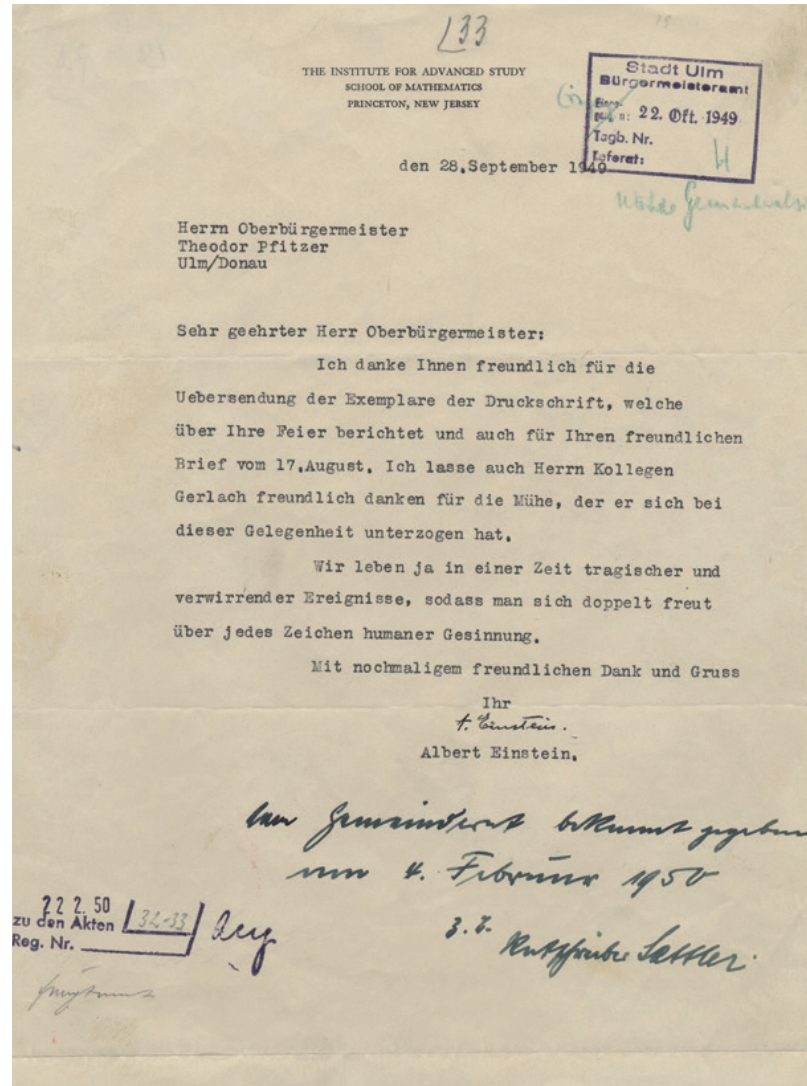 33
THE INSTITUTE FOR ADVANCED STUDY
SCHOOL OF MATHEMATICS
PRINCETON, NEW JERSEY
Stadt Ulm
Bürgermeisteramt
22. Okt. 1949
Tagb. Nr.
den 28.September 1949
Herrn Oberbürgermeister
Theodor Pfitzer
Ulm/Donau
Sehr geehrter Herr Oberbürgermeister:
Ich danke Ihnen freundlich für die
Uebersendung der Exemplare der Druckschrift, welche
über Ihre Feier berichtet und auch für Ihren freundlichen
Brief vom 17.August. Ich lasse auch Herrn Kollegen
Gerlach freundlich danken für die Mühe, der er sich bei
dieser Gelegenheit unterzogen hat.
Wir leben ja in einer Zeit tragischer und
verwirrender Ereignisse, sodass man sich doppelt freut
über jedes Zeichen humaner Gesinnung.
Mit nochmaligem freundlichen Dank und Gruss
Ihr
A. Einstein.
Albert Einstein.
Gemeinderat bekannt gegeben
4. Februar 1950
Ratschreiber Sattler.
22 2. 50
zu den Akten 32-33
Reg. Nr.